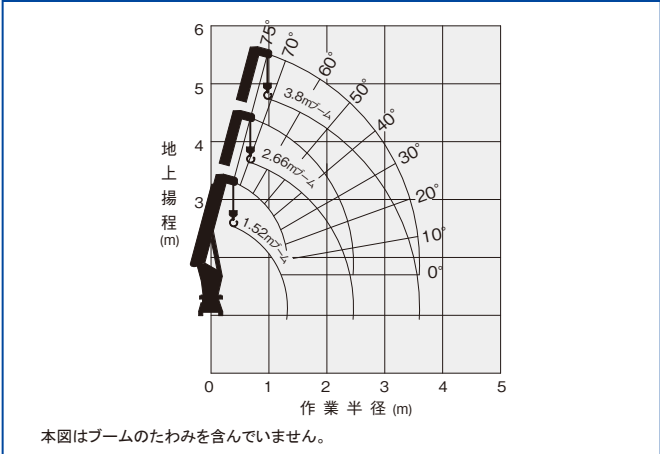 6
5
4
3
地上揚程
(m)
75°
70°
60°
50°
40°
30°
20°
10°
0°
3.8mブーム
2.66mブーム
1.52mブーム
0 1 2 3 4 5
作業半径 (m)
本図はブームのたわみを含んでいません。